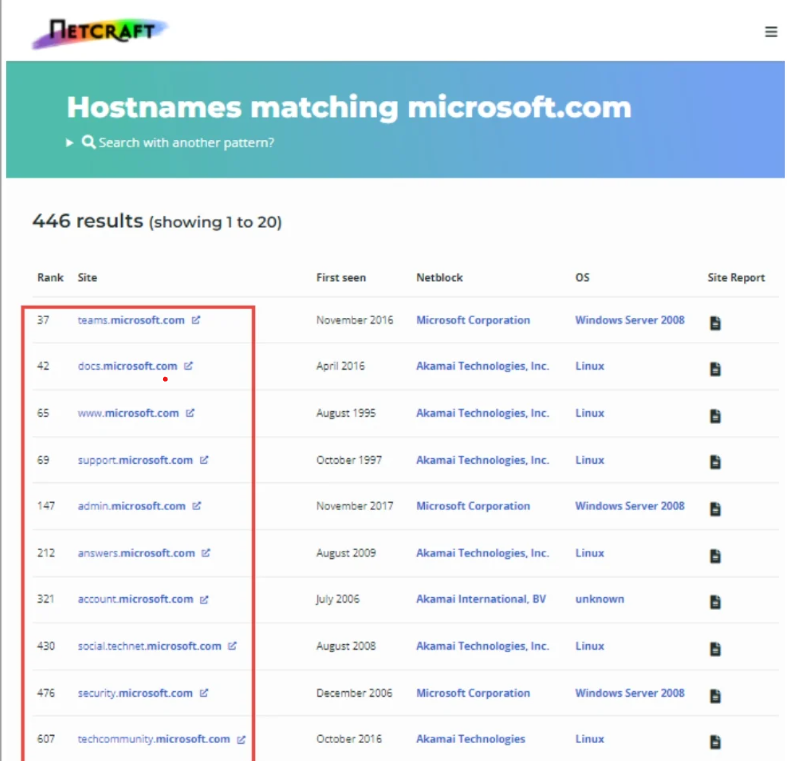 NETCRAFT
Hostnames matching microsoft.com
Search with another pattern?
446 results (showing 1 to 20)
Rank Site First seen Netblock OS Site Report
37 teams.microsoft.com November 2016 Microsoft Corporation Windows Server 2008
42 docs.microsoft.com April 2016 Akamai Technologies, Inc. Linux
65 www.microsoft.com August 1995 Akamai Technologies, Inc. Linux
69 support.microsoft.com October 1997 Akamai Technologies, Inc. Linux
147 admin.microsoft.com November 2017 Microsoft Corporation Windows Server 2008
212 answers.microsoft.com August 2009 Akamai Technologies, Inc. Linux
321 account.microsoft.com July 2006 Akamai International, BV unknown
430 social.technet.microsoft.com August 2008 Akamai Technologies, Inc. Linux
476 security.microsoft.com December 2006 Microsoft Corporation Windows Server 2008
607 techcommunity.microsoft.com October 2016 Akamai Technologies Linux